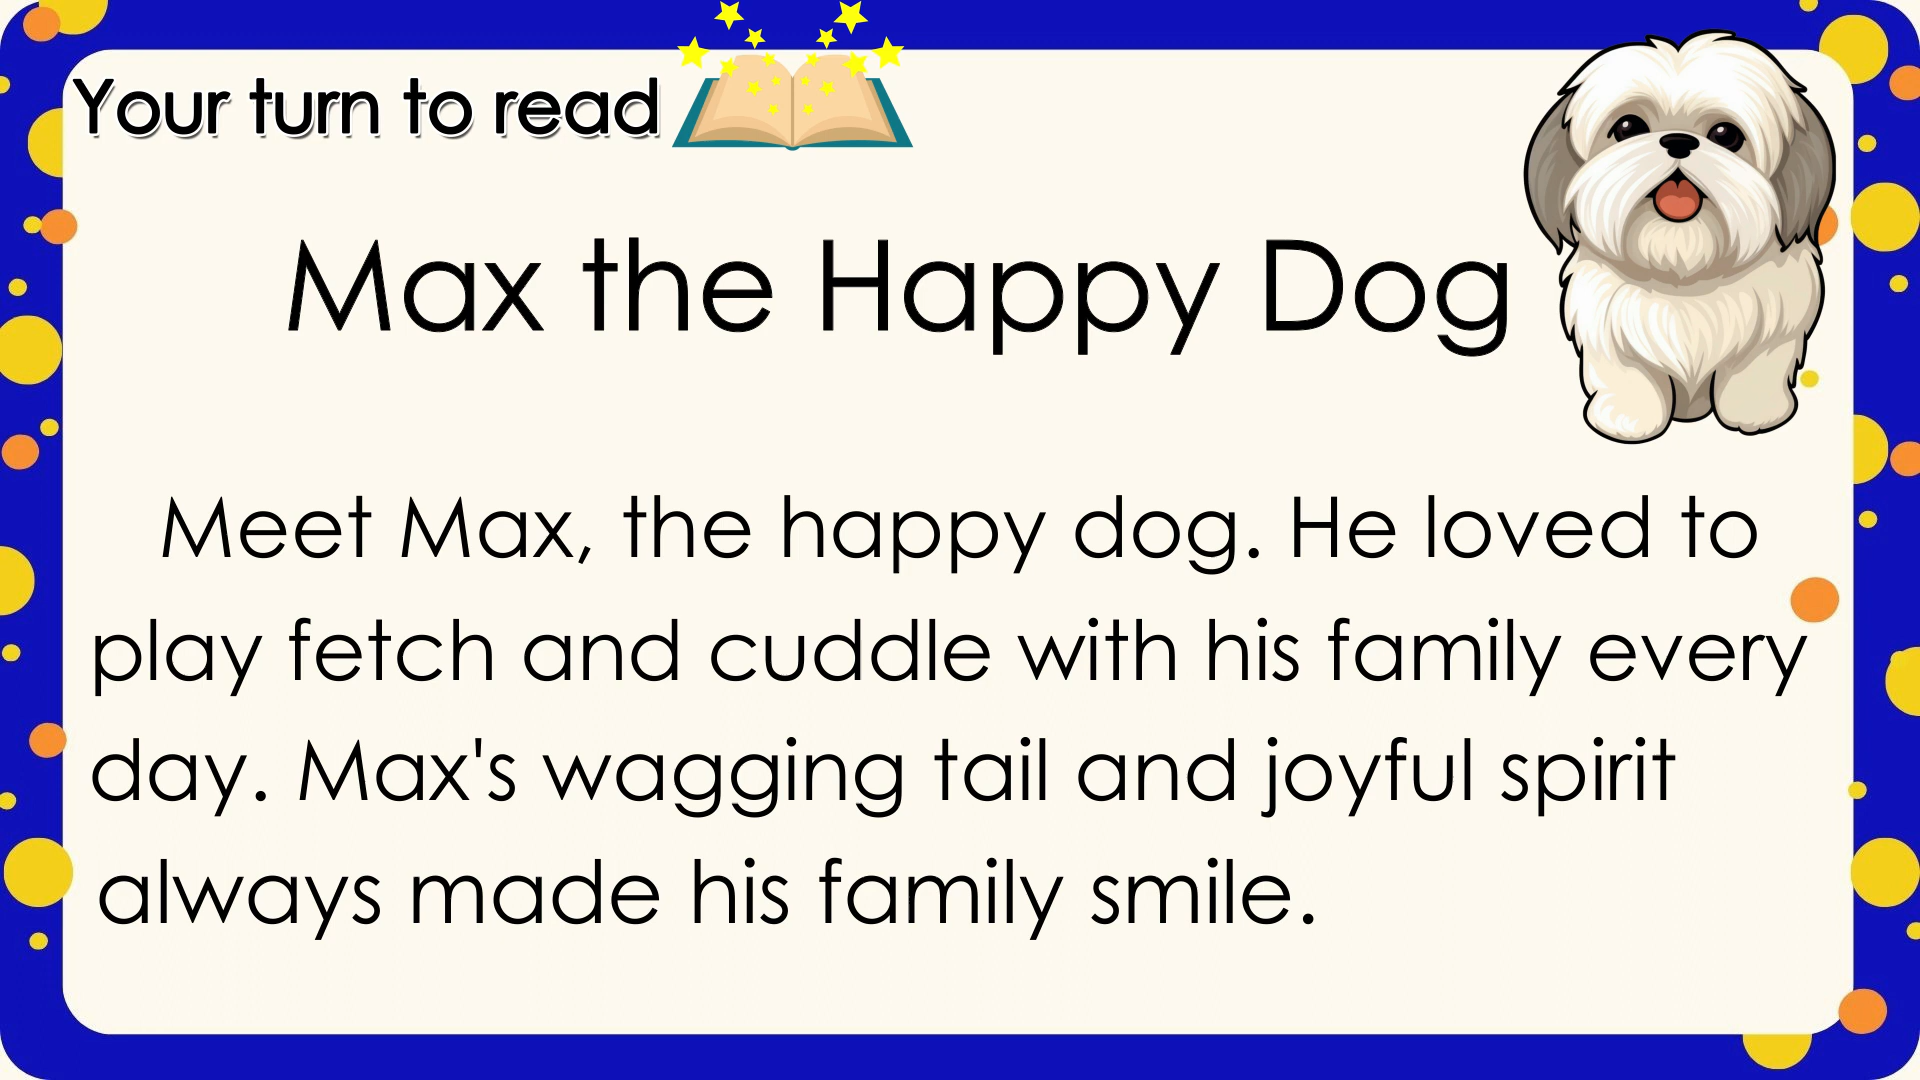 Your turn to read
Max the Happy Dog
Meet Max, the happy dog. He loved to
play fetch and cuddle with his family every
day. Max's wagging tail and joyful spirit
always made his family smile.